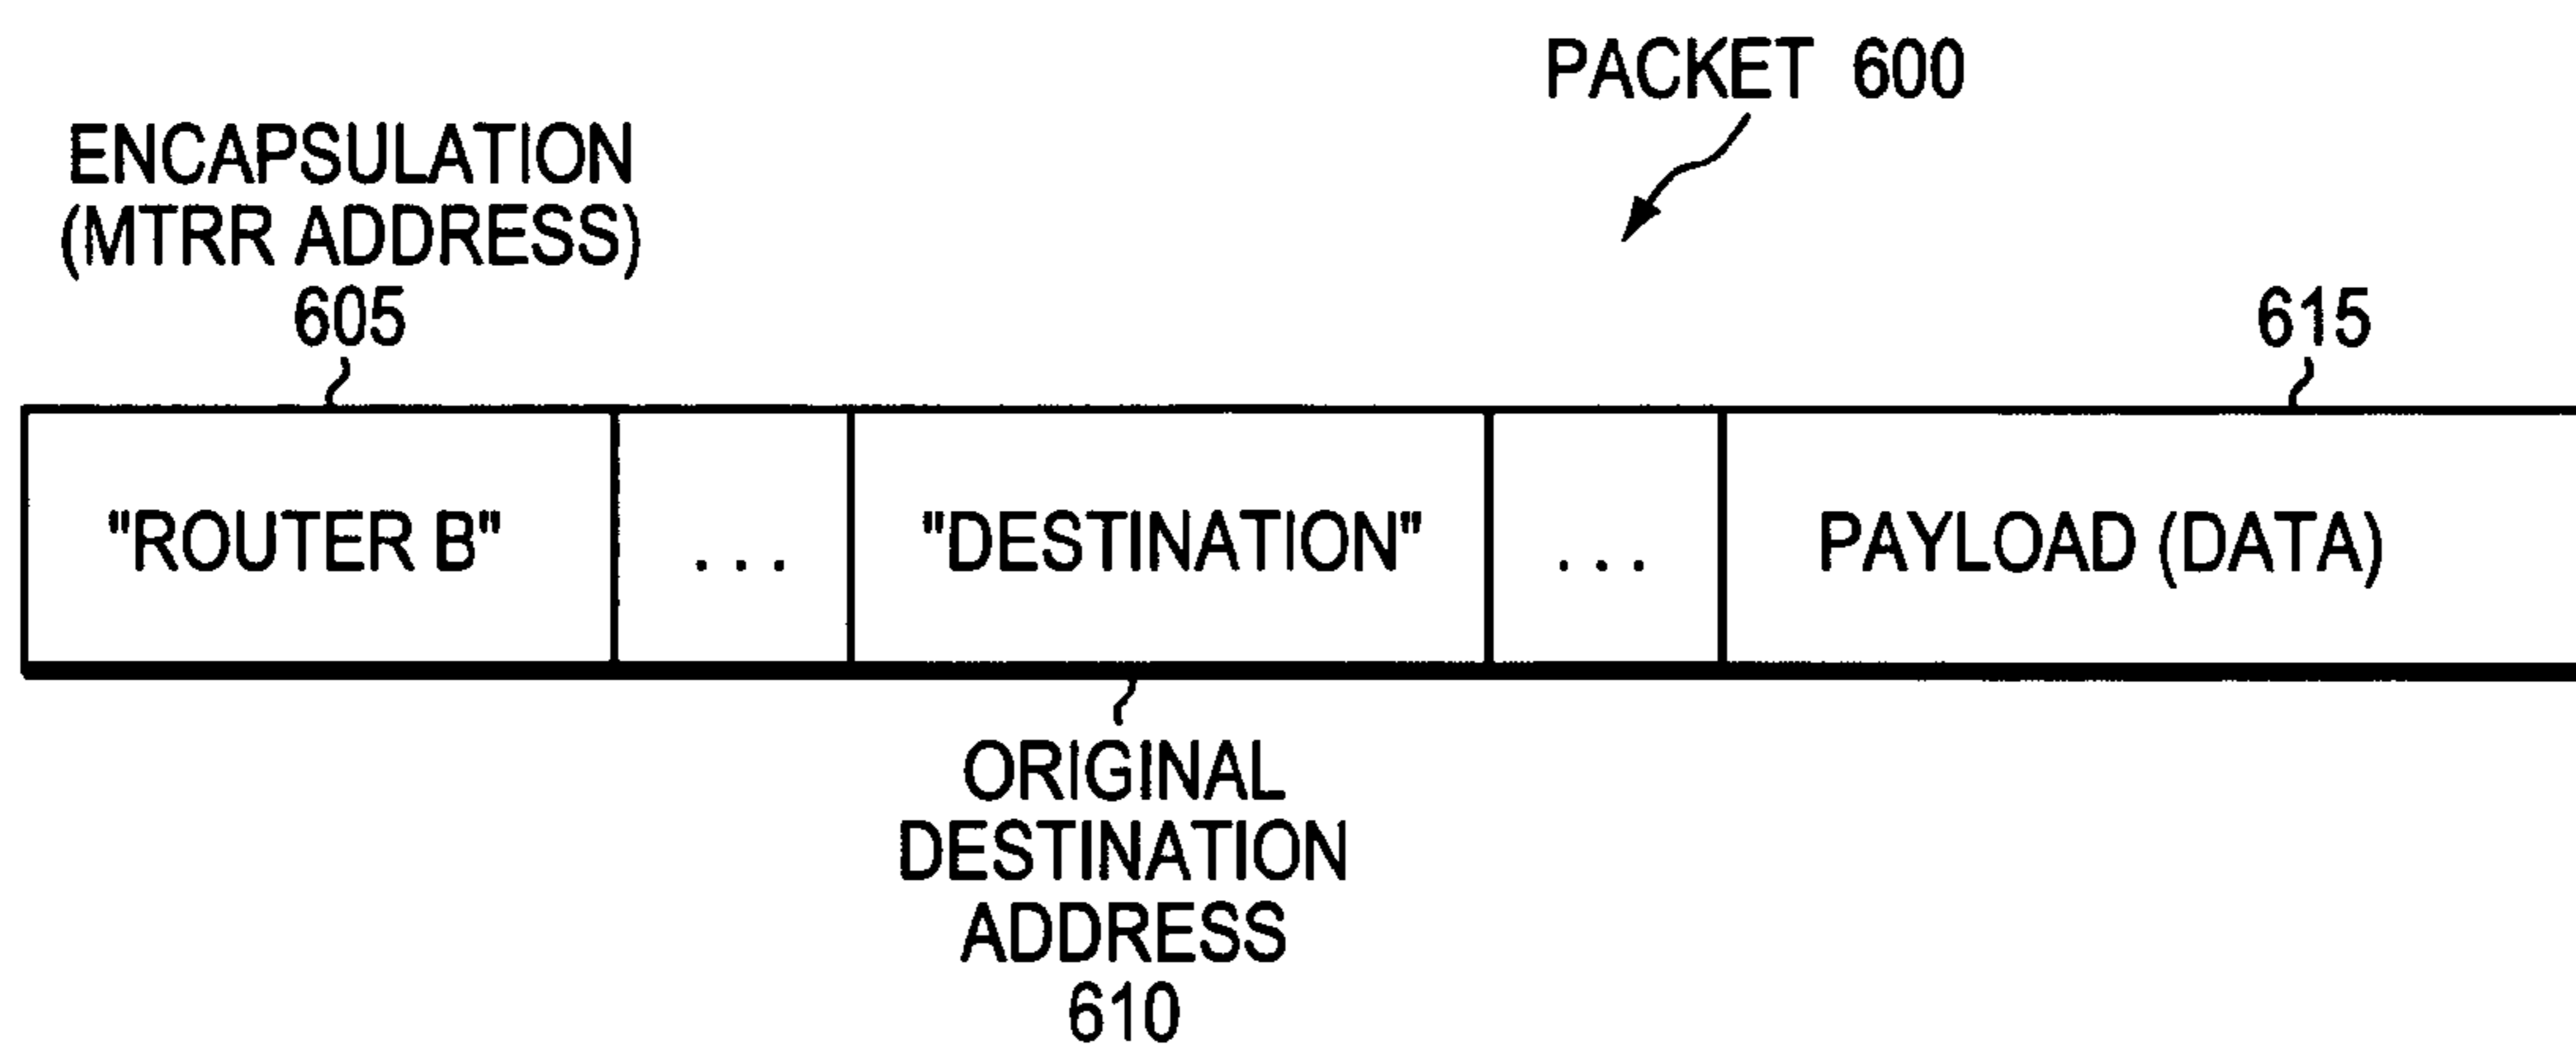 PACKET 600
ENCAPSULATION
(MTRR ADDRESS)
605
615
"ROUTER B"
...
"DESTINATION"
...
PAYLOAD (DATA)
ORIGINAL
DESTINATION
ADDRESS
610